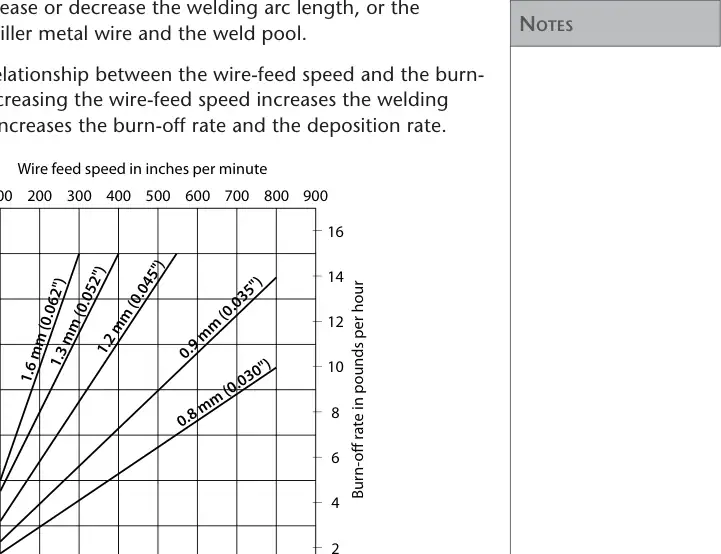 ease or decrease the welding arc length, or the
iller metal wire and the weld pool.
elationship between the wire-feed speed and the burn-
creasing the wire-feed speed increases the welding
ncreases the burn-off rate and the deposition rate.
NOTES
Wire feed speed in inches per minute
00 200 300 400 500 600 700 800 900
16
14
12
10
8
6
4
2
Burn-off rate in pounds per hour
1.6 mm (0.062")
1.3 mm (0.052")
1.2 mm (0.045")
0.9 mm (0.035")
0.8 mm (0.030")